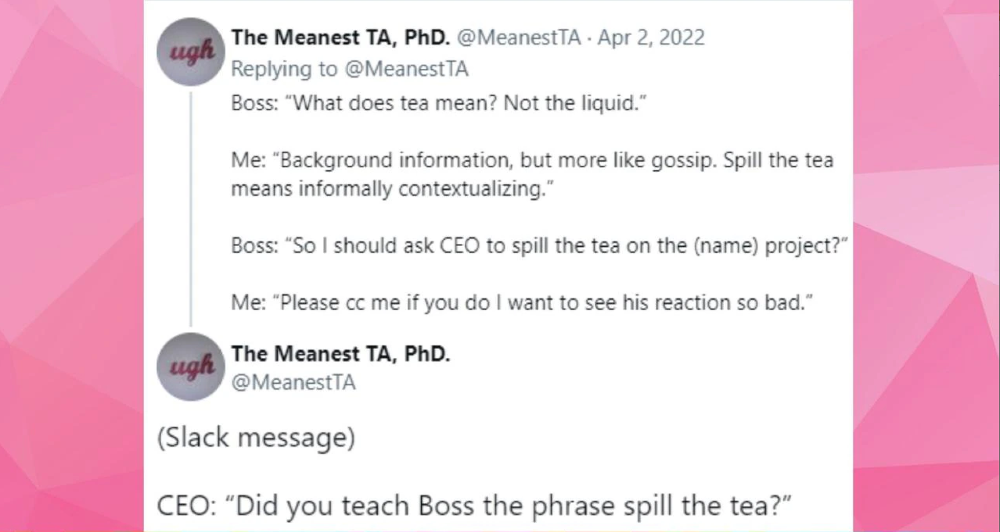 ugh
The Meanest TA, PhD. @MeanestTA · Apr 2, 2022
Replying to @MeanestTA
Boss: “What does tea mean? Not the liquid.”
Me: “Background information, but more like gossip. Spill the tea
means informally contextualizing.”
Boss: “So I should ask CEO to spill the tea on the (name) project?”
Me: “Please cc me if you do I want to see his reaction so bad.”
ugh
The Meanest TA, PhD.
@MeanestTA
(Slack message)
CEO: “Did you teach Boss the phrase spill the tea?”